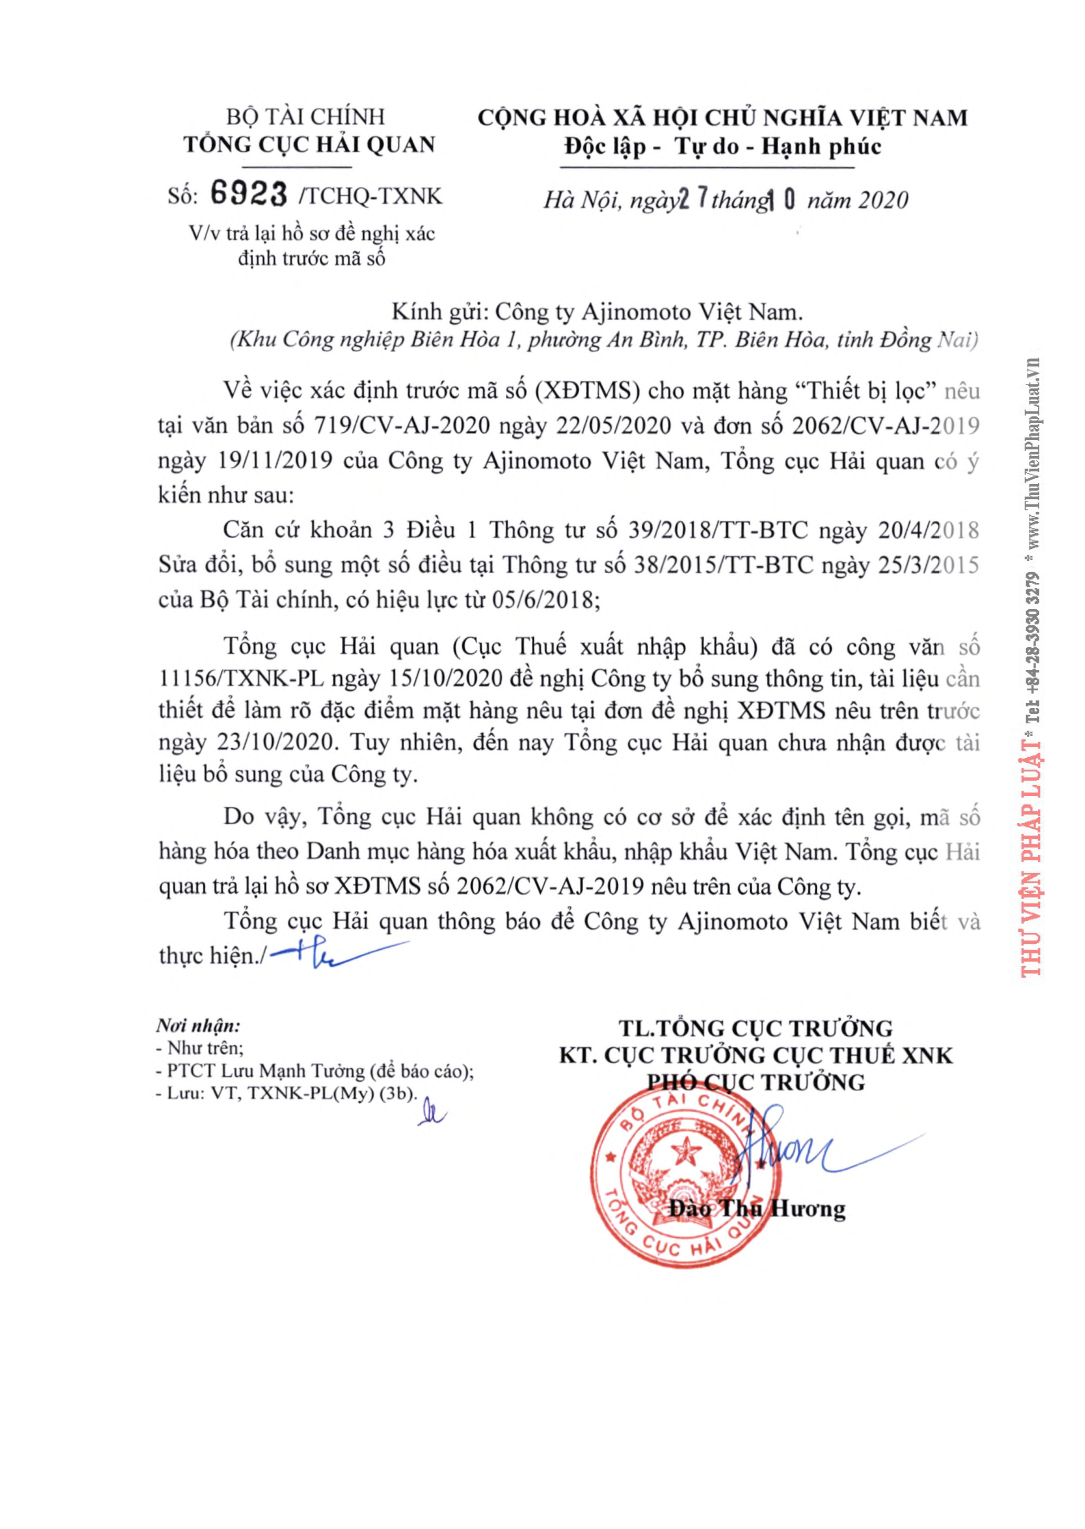 BỘ TÀI CHÍNH
TỔNG CỤC HẢI QUAN
CỘNG HOÀ XÃ HỘI CHỦ NGHĨA VIỆT NAM
Độc lập - Tự do - Hạnh phúc
Số: 6923 /TCHQ-TXNK
Hà Nội, ngày 27 tháng 10 năm 2020
V/v trả lại hồ sơ đề nghị xác
định trước mã số
Kính gửi: Công ty Ajinomoto Việt Nam.
(Khu Công nghiệp Biên Hòa 1, phường An Bình, TP. Biên Hòa, tỉnh Đồng Nai)
Về việc xác định trước mã số (XĐTMS) cho mặt hàng “Thiết bị lọc” nêu
tại văn bản số 719/CV-AJ-2020 ngày 22/05/2020 và đơn số 2062/CV-AJ-2019
ngày 19/11/2019 của Công ty Ajinomoto Việt Nam, Tổng cục Hải quan có ý
kiến như sau:
Căn cứ khoản 3 Điều 1 Thông tư số 39/2018/TT-BTC ngày 20/4/2018
Sửa đổi, bổ sung một số điều tại Thông tư số 38/2015/TT-BTC ngày 25/3/2015
của Bộ Tài chính, có hiệu lực từ 05/6/2018;
Tổng cục Hải quan (Cục Thuế xuất nhập khẩu) đã có công văn số
11156/TXNK-PL ngày 15/10/2020 đề nghị Công ty bổ sung thông tin, tài liệu cần
thiết để làm rõ đặc điểm mặt hàng nêu tại đơn đề nghị XĐTMS nêu trên trước
ngày 23/10/2020. Tuy nhiên, đến nay Tổng cục Hải quan chưa nhận được tài
liệu bổ sung của Công ty.
Do vậy, Tổng cục Hải quan không có cơ sở để xác định tên gọi, mã số
hàng hóa theo Danh mục hàng hóa xuất khẩu, nhập khẩu Việt Nam. Tổng cục Hải
quan trả lại hồ sơ XĐTMS số 2062/CV-AJ-2019 nêu trên của Công ty.
Tổng cục Hải quan thông báo để Công ty Ajinomoto Việt Nam biết và
thực hiện./
Nơi nhận:
- Như trên;
- PTCT Lưu Mạnh Tưởng (để báo cáo);
- Lưu: VT, TXNK-PL(My) (3b).
TL.TỔNG CỤC TRƯỞNG
KT. CỤC TRƯỞNG CỤC THUẾ XNK
PHÓ CỤC TRƯỞNG
BỘ TÀI CHÍNH
TỔNG CỤC HẢI QUAN
Đào Thu Hương
THƯ VIỆN PHÁP LUẬT * Tel: +84-28-3930 3279 * www.ThuVienPhapLuat.vn